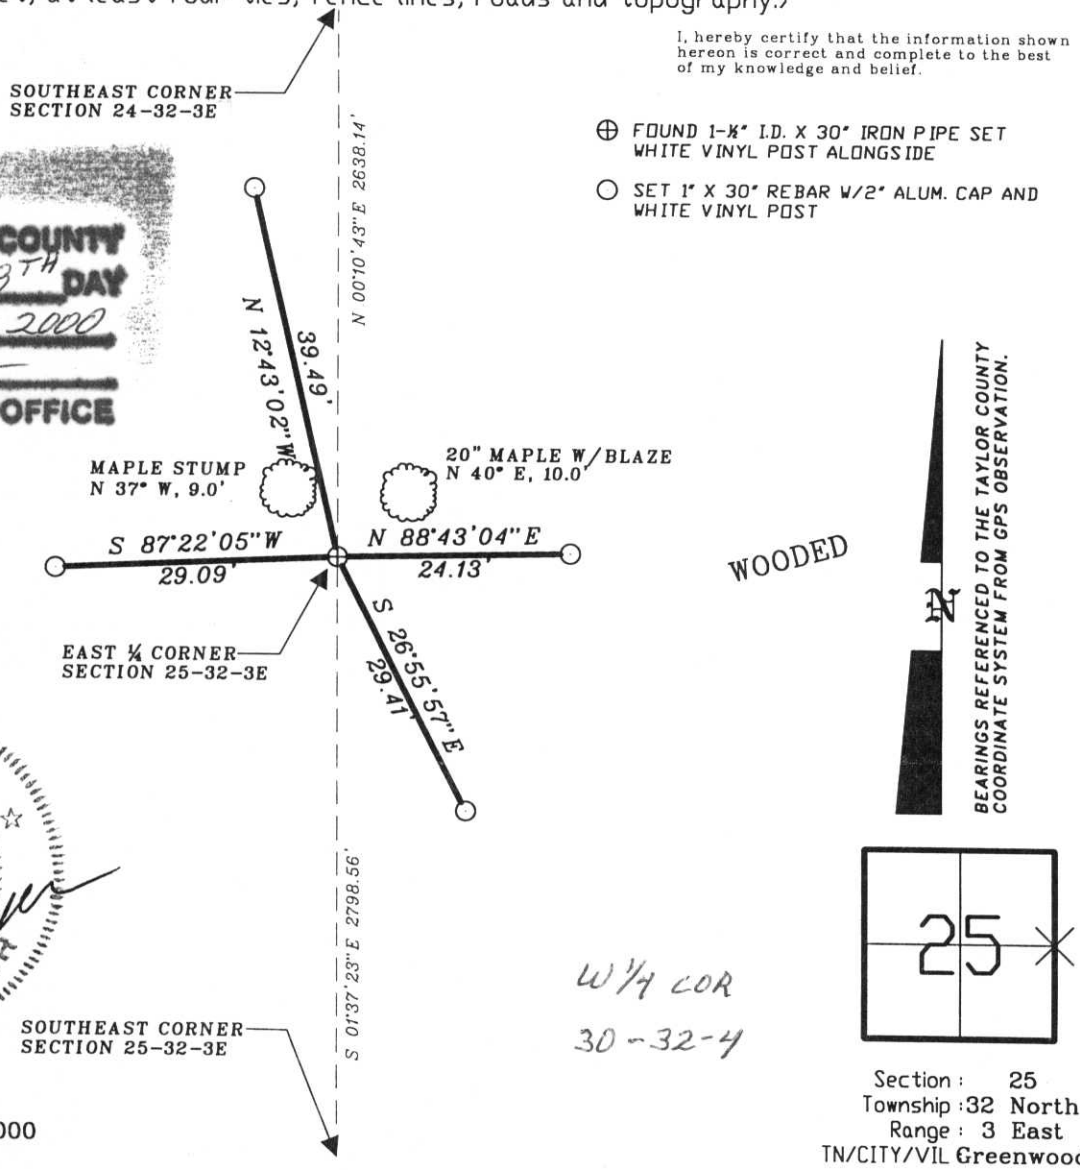 I, hereby certify that the information shown
hereon is correct and complete to the best
of my knowledge and belief.
SOUTHEAST CORNER
SECTION 24-32-3E
FOUND 1-¼" I.D. X 30" IRON PIPE SET
WHITE VINYL POST ALONGSIDE
SET 1" X 30" REBAR W/2" ALUM. CAP AND
WHITE VINYL POST
N 00°10'43" E 2638.14'
COUNTY
DAY
2000
OFFICE
N 12°43'02" W
39.49'
MAPLE STUMP
N 37° W, 9.0'
20" MAPLE W/BLAZE
N 40° E, 10.0'
S 87°22'05" W
29.09'
N 88°43'04" E
24.13'
WOODED
N
BEARINGS REFERENCED TO THE TAYLOR COUNTY
COORDINATE SYSTEM FROM GPS OBSERVATION.
EAST ¼ CORNER
SECTION 25-32-3E
S 26°55'57" E
29.41'
S 01°37'23" E 2798.56'
25
W 1/4 COR
30-32-4
SOUTHEAST CORNER
SECTION 25-32-3E
Section : 25
Township : 32 North
Range : 3 East
TN/CITY/VIL Greenwood